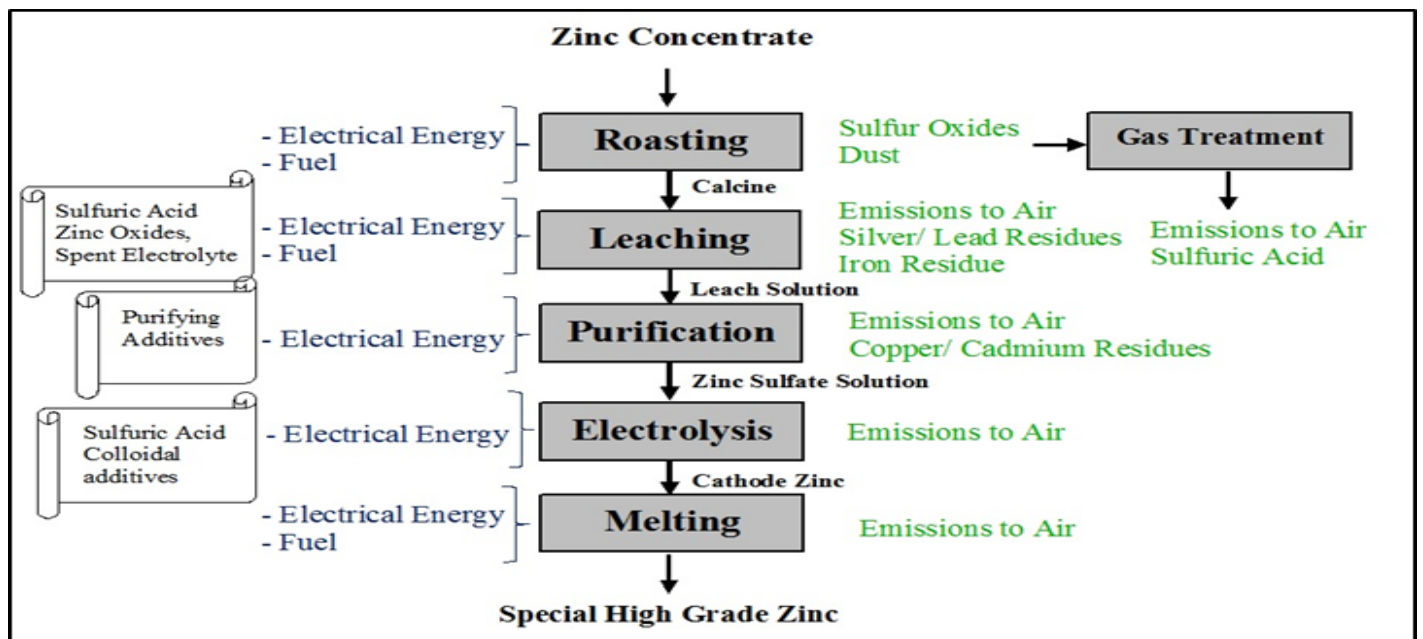 Zinc Concentrate
- Electrical Energy
- Fuel
Roasting
Sulfur Oxides
Dust
Gas Treatment
Calcine
Sulfuric Acid
Zinc Oxides,
Spent Electrolyte
- Electrical Energy
- Fuel
Leaching
Emissions to Air
Silver/ Lead Residues
Iron Residue
Emissions to Air
Sulfuric Acid
Leach Solution
Purifying
Additives
- Electrical Energy
Purification
Emissions to Air
Copper/ Cadmium Residues
Zinc Sulfate Solution
Sulfuric Acid
Colloidal
additives
- Electrical Energy
Electrolysis
Emissions to Air
Cathode Zinc
- Electrical Energy
- Fuel
Melting
Emissions to Air
Special High Grade Zinc